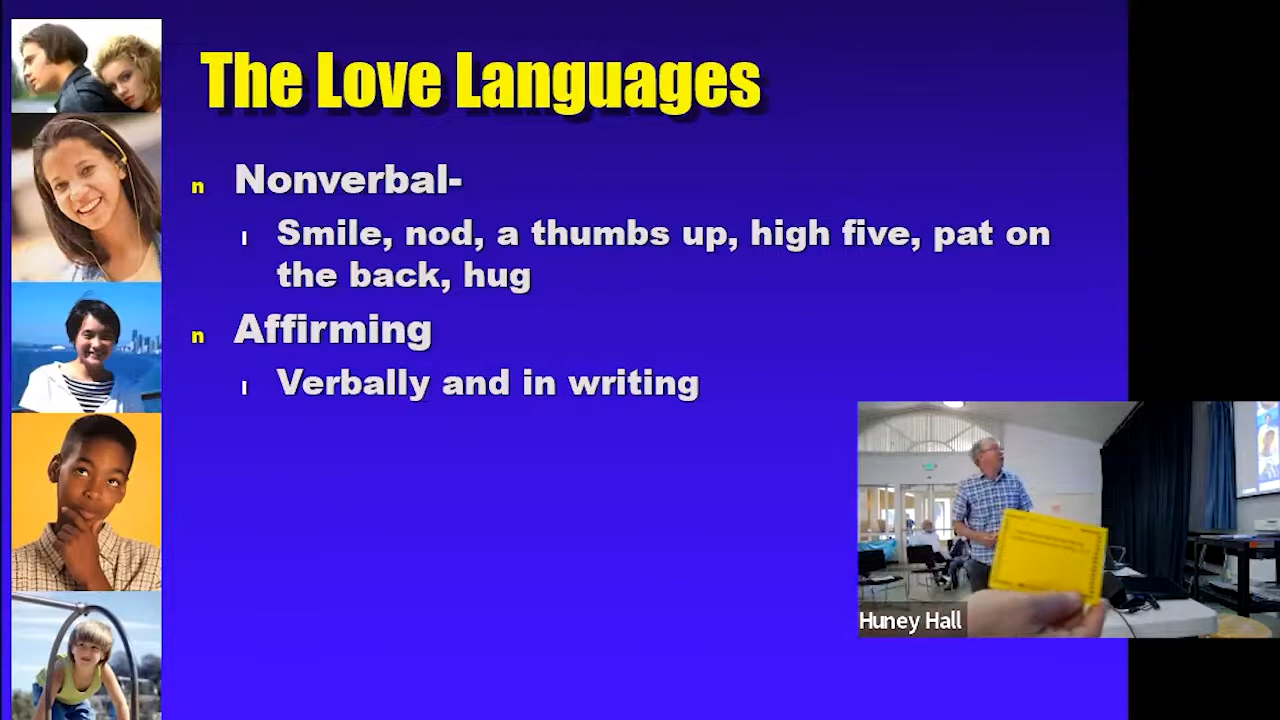 The Love Languages
n Nonverbal-
l Smile, nod, a thumbs up, high five, pat on
the back, hug
n Affirming
l Verbally and in writing
Huney Hall